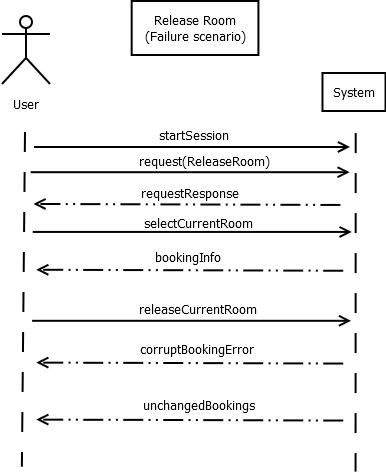 Release Room
(Failure scenario)
User
System
startSession
request(ReleaseRoom)
requestResponse
selectCurrentRoom
bookingInfo
releaseCurrentRoom
corruptBookingError
unchangedBookings